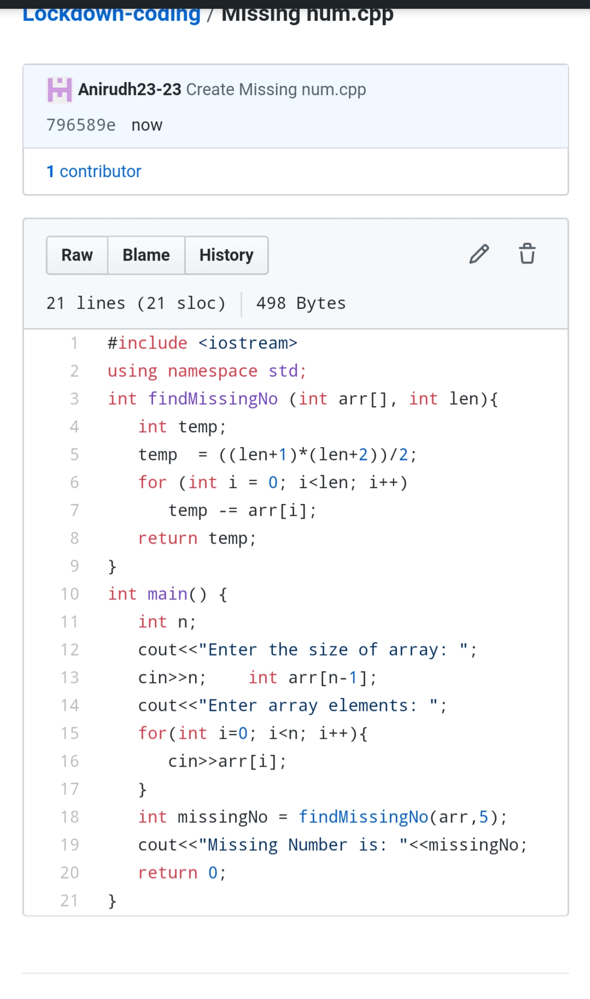 Lockdown-coding / Missing num.cpp
Anirudh23-23 Create Missing num.cpp
796589e now
1 contributor
Raw Blame History
21 lines (21 sloc) 498 Bytes
1 #include <iostream>
2 using namespace std;
3 int findMissingNo (int arr[], int len){
4 int temp;
5 temp  = ((len+1)*(len+2))/2;
6 for (int i = 0; i<len; i++)
7 temp -= arr[i];
8 return temp;
9 }
10 int main() {
11 int n;
12 cout<<"Enter the size of array: ";
13 cin>>n;    int arr[n-1];
14 cout<<"Enter array elements: ";
15 for(int i=0; i<n; i++){
16 cin>>arr[i];
17 }
18 int missingNo = findMissingNo(arr,5);
19 cout<<"Missing Number is: "<<missingNo;
20 return 0;
21 }